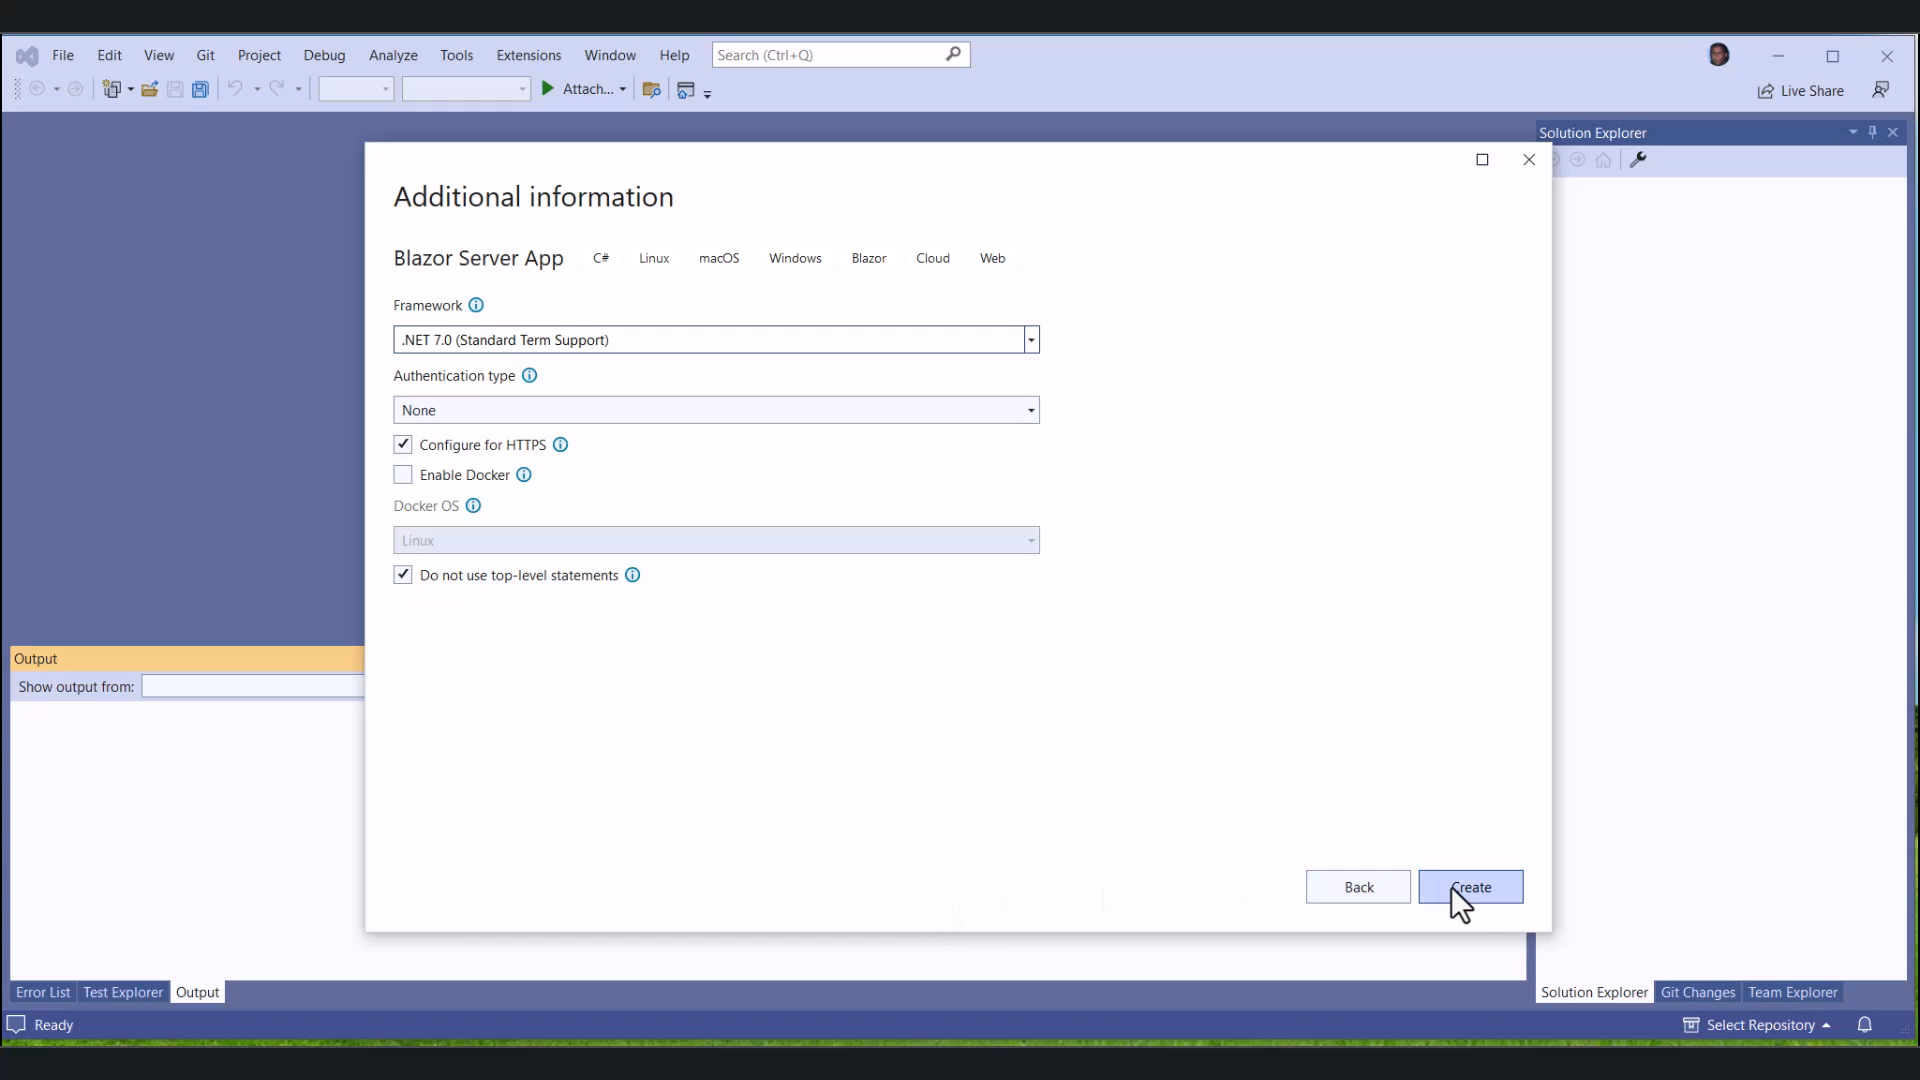 File Edit View Git Project Debug Analyze Tools Extensions Window Help Search (Ctrl+Q)
Attach... Live Share
Solution Explorer
Additional information
Blazor Server App C# Linux macOS Windows Blazor Cloud Web
Framework
.NET 7.0 (Standard Term Support)
Authentication type
None
Configure for HTTPS
Enable Docker
Docker OS
Linux
Do not use top-level statements
Output
Show output from:
Back Create
Error List Test Explorer Output Solution Explorer Git Changes Team Explorer
Ready Select Repository